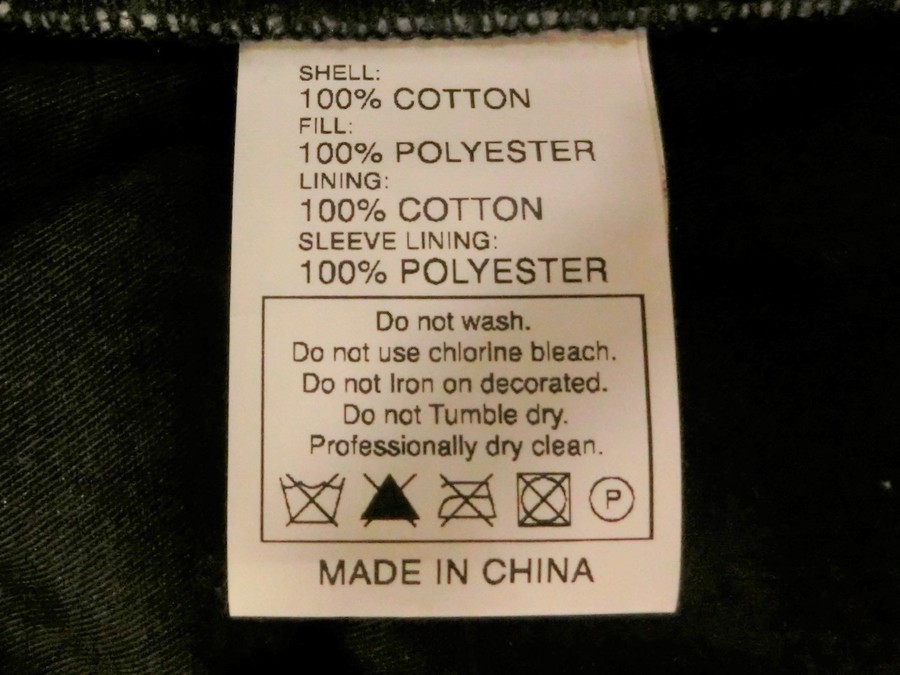 SHELL:
100% COTTON
FILL:
100% POLYESTER
LINING:
100% COTTON
SLEEVE LINING:
100% POLYESTER
Do not wash.
Do not use chlorine bleach.
Do not Iron on decorated.
Do not Tumble dry.
Professionally dry clean.
P
MADE IN CHINA